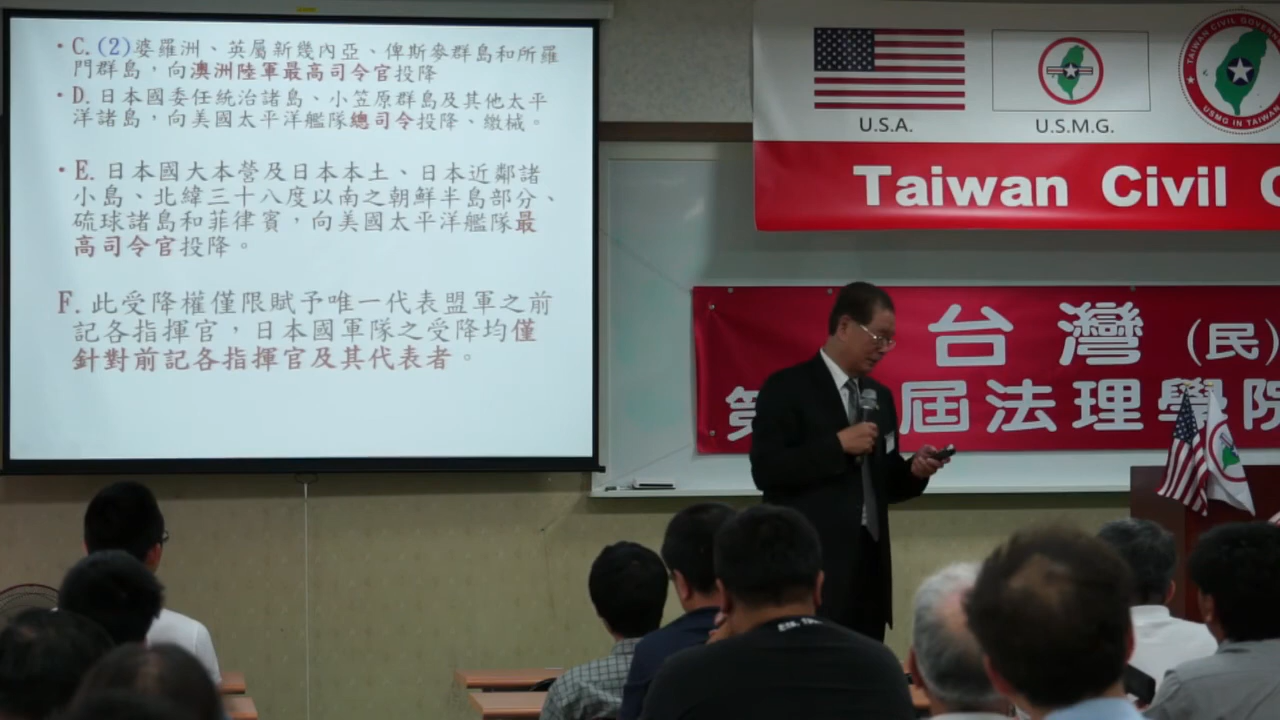 • C. (2)婆羅洲、英屬新幾內亞、俾斯麥群島和所羅
門群島，向澳洲陸軍最高司令官投降
• D. 日本國委任統治諸島、小笠原群島及其他太平
洋諸島，向美國太平洋艦隊總司令投降、繳械。
• E. 日本國大本營及日本本土、日本近鄰諸
小島、北緯三十八度以南之朝鮮半島部分、
琉球諸島和菲律賓，向美國太平洋艦隊最
高司令官投降。
F. 此受降權僅限賦予唯一代表盟軍之前
記各指揮官，日本國軍隊之受降均僅
針對前記各指揮官及其代表者。
U.S.A.
U.S.M.G.
TAIWAN CIVIL
USMG IN TAIWAN
Taiwan Civil
台灣（民）
第 屆法理學院